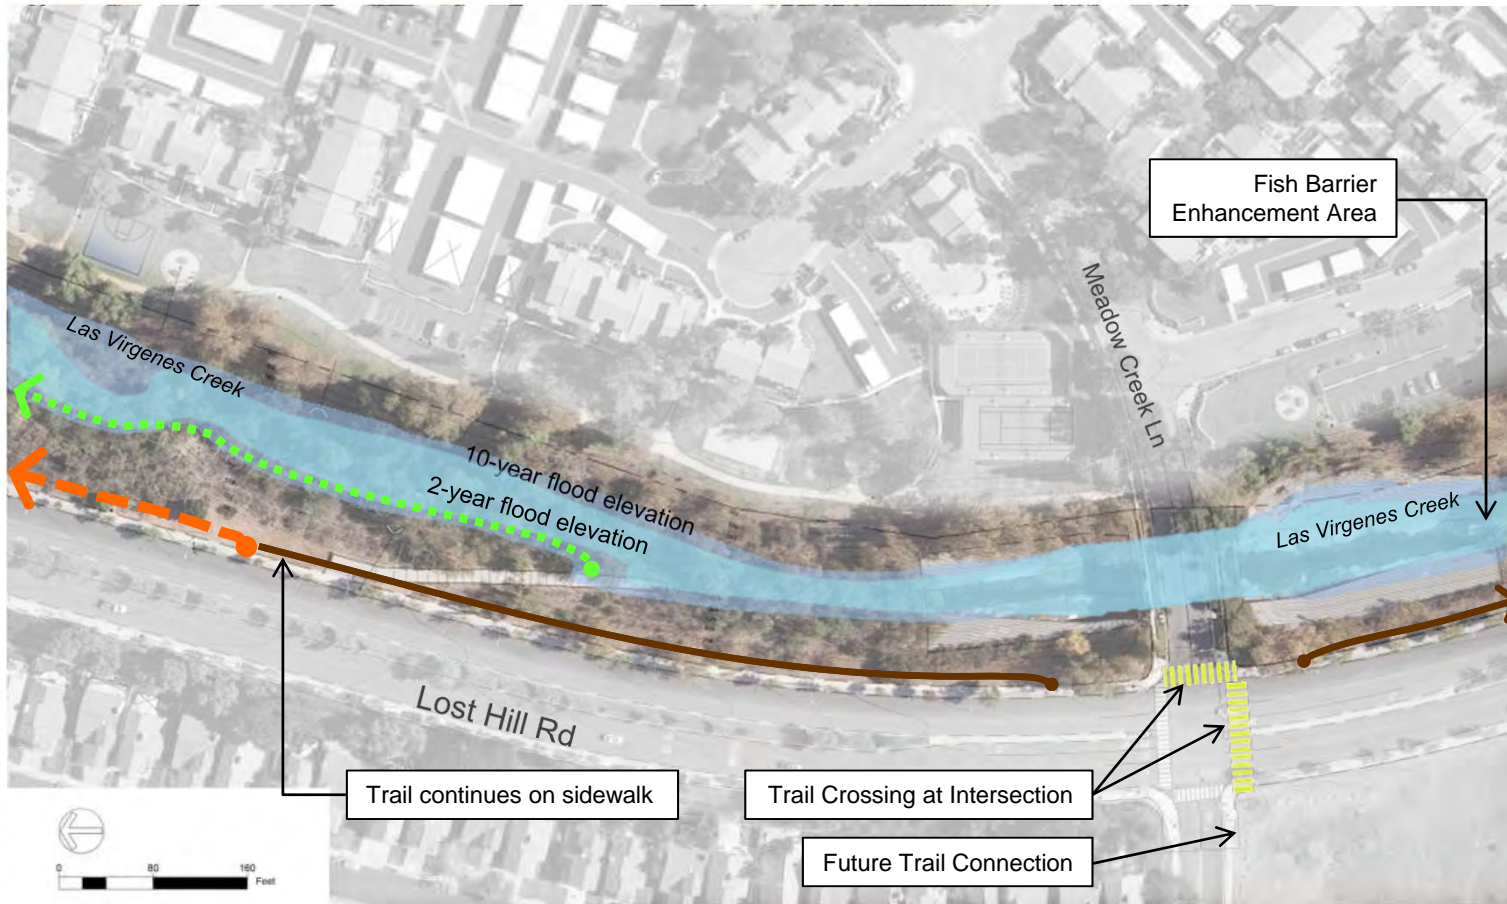 Fish Barrier
Enhancement Area
Meadow Creek Ln
Las Virgenes Creek
10-year flood elevation
2-year flood elevation
Las Virgenes Creek
Lost Hill Rd
Trail continues on sidewalk
Trail Crossing at Intersection
Future Trail Connection
0 80 160
Feet